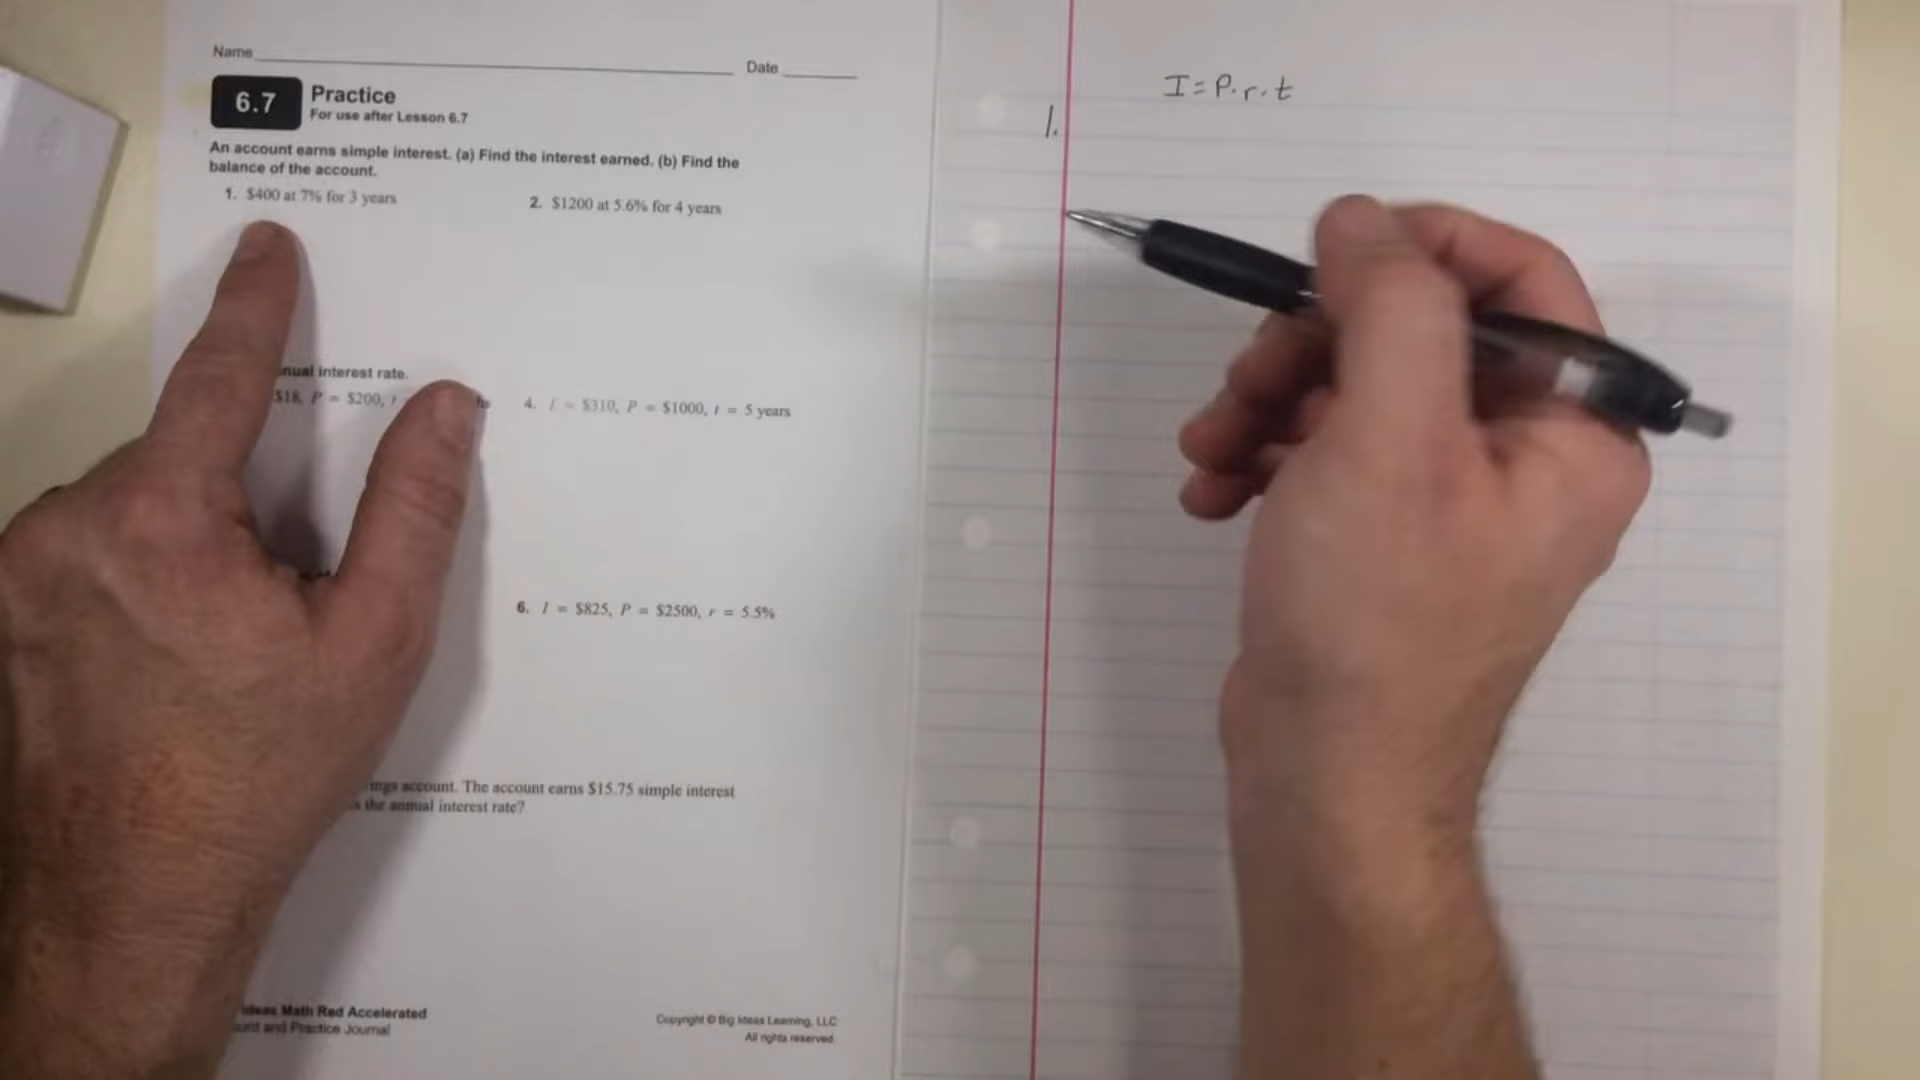 Name
Date
6.7
Practice
For use after Lesson 6.7
An account earns simple interest. (a) Find the interest earned. (b) Find the
balance of the account.
1. $400 at 7% for 3 years
2. $1200 at 5.6% for 4 years
interest rate.
$18, P = $200, t
4. I = $310, P = $1000, t = 5 years
6. I = $825, P = $2500, r = 5.5%
account. The account earns $15.75 simple interest
the annual interest rate?
Ideas Math Red Accelerated
and Practice Journal
Copyright © Big Ideas Learning, LLC
All rights reserved.
I = P.r.t
1.